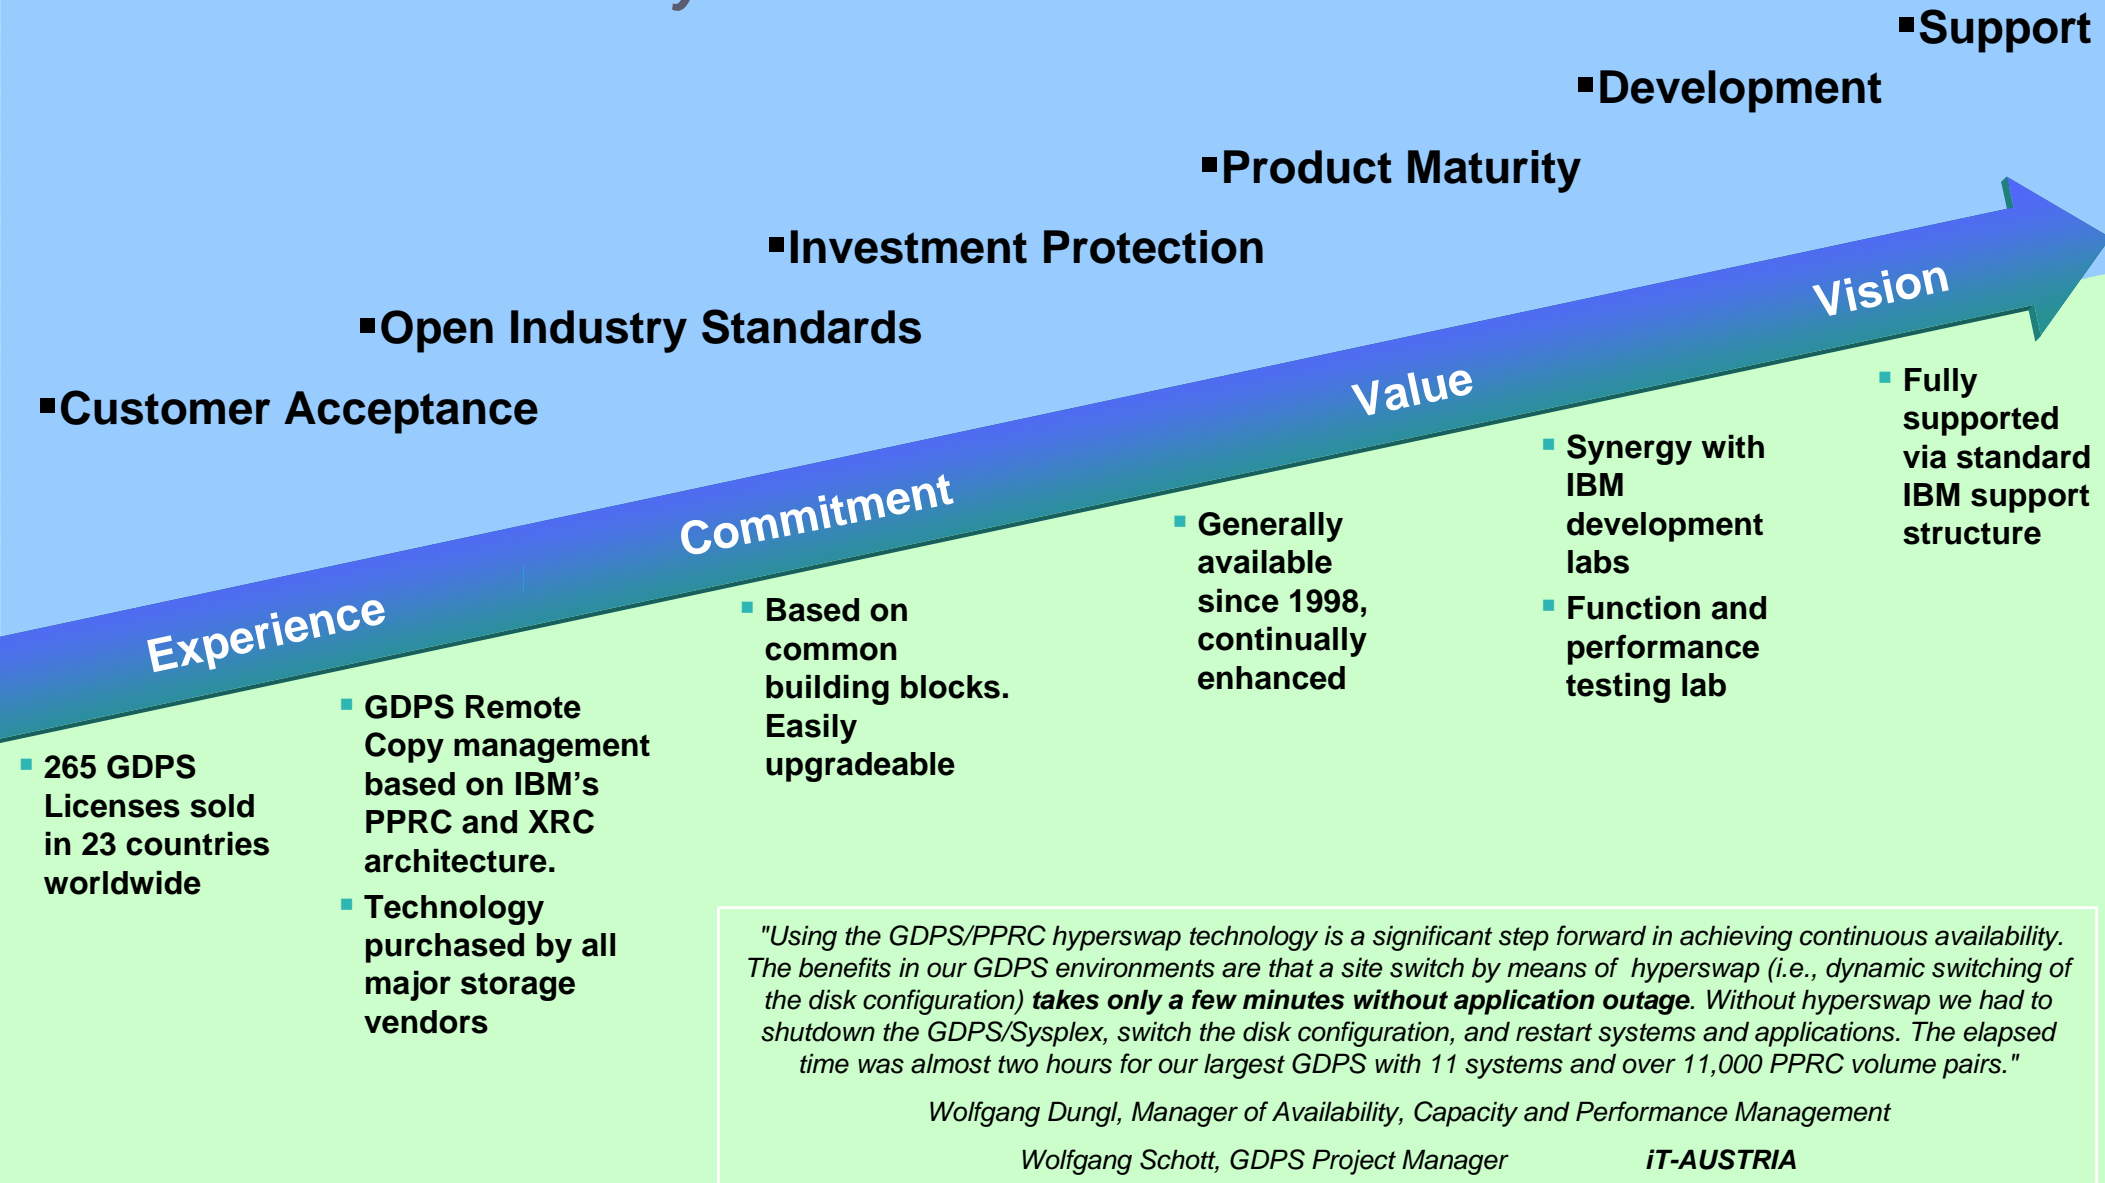 ▪Support
▪Development
▪Product Maturity
▪Investment Protection
▪Open Industry Standards
▪Customer Acceptance
Vision
Value
Commitment
Experience
▪ 265 GDPS
Licenses sold
in 23 countries
worldwide
▪ GDPS Remote
Copy management
based on IBM’s
PPRC and XRC
architecture.
▪ Technology
purchased by all
major storage
vendors
▪ Based on
common
building blocks.
Easily
upgradeable
▪ Generally
available
since 1998,
continually
enhanced
▪ Synergy with
IBM
development
labs
▪ Function and
performance
testing lab
▪ Fully
supported
via standard
IBM support
structure
"Using the GDPS/PPRC hyperswap technology is a significant step forward in achieving continuous availability.
The benefits in our GDPS environments are that a site switch by means of hyperswap (i.e., dynamic switching of
the disk configuration) takes only a few minutes without application outage. Without hyperswap we had to
shutdown the GDPS/Sysplex, switch the disk configuration, and restart systems and applications. The elapsed
time was almost two hours for our largest GDPS with 11 systems and over 11,000 PPRC volume pairs."
Wolfgang Dungl, Manager of Availability, Capacity and Performance Management
Wolfgang Schott, GDPS Project Manager iT-AUSTRIA